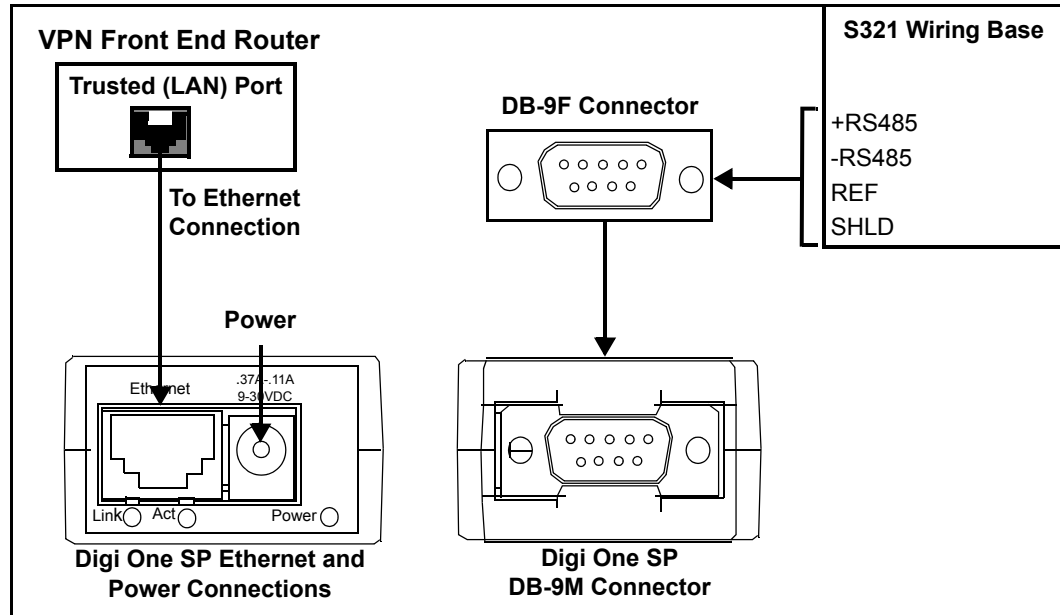 VPN Front End Router
Trusted (LAN) Port
To Ethernet
Connection
S321 Wiring Base
DB-9F Connector
+RS485
-RS485
REF
SHLD
Power
Ethernet
.37A-.11A
9-30VDC
Link
Act
Power
Digi One SP Ethernet and
Power Connections
Digi One SP
DB-9M Connector